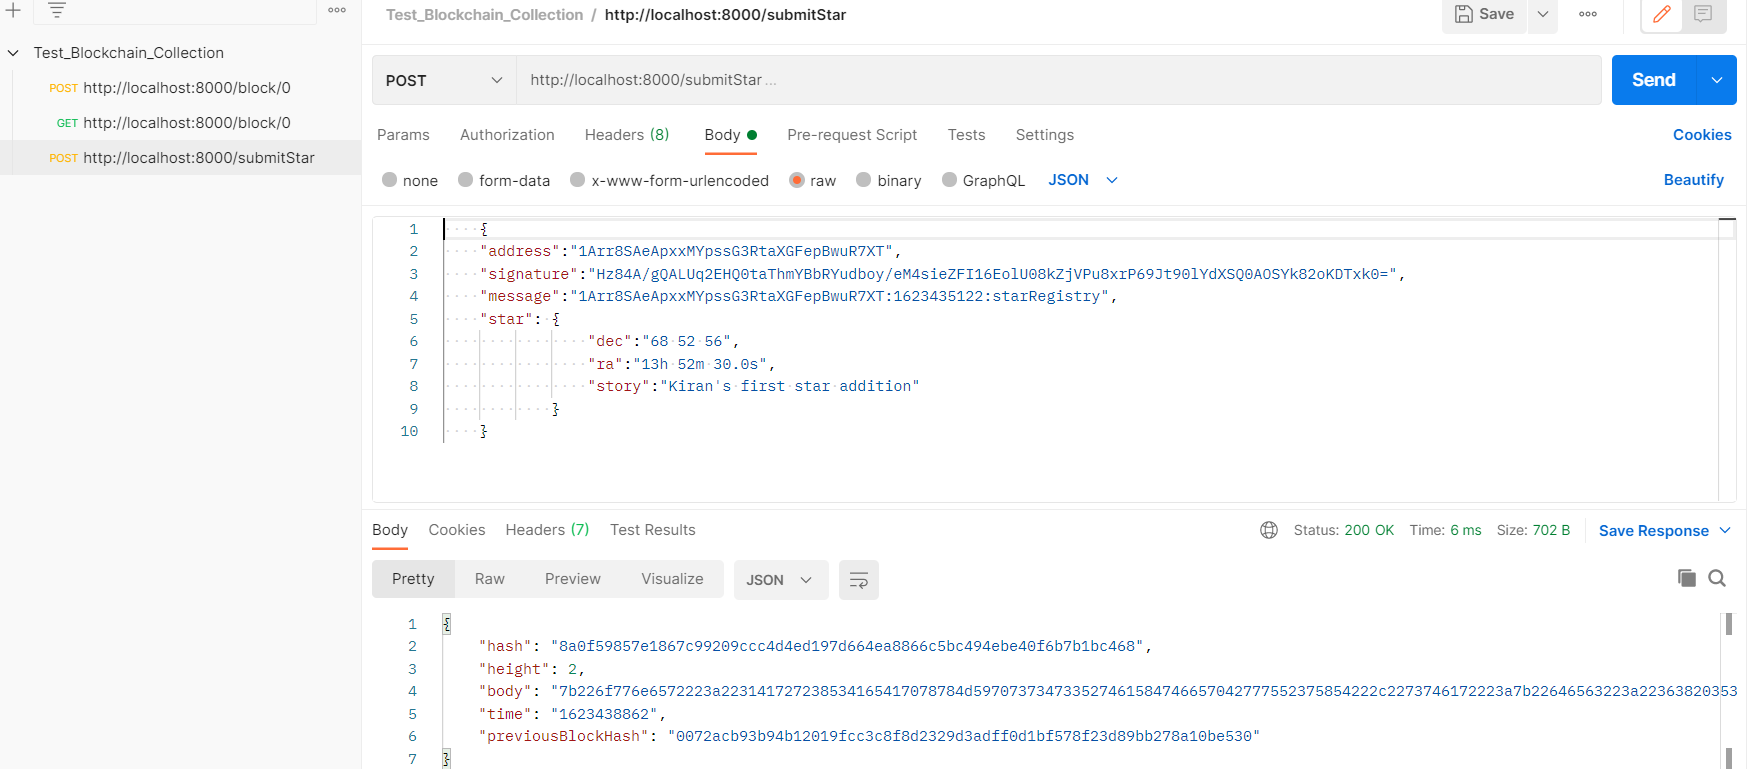 Test_Blockchain_Collection / http://localhost:8000/submitStar
Save
Test_Blockchain_Collection
POST http://localhost:8000/block/0
GET http://localhost:8000/block/0
POST http://localhost:8000/submitStar
POST
http://localhost:8000/submitStar ...
Send
Params Authorization Headers (8) Body Pre-request Script Tests Settings
Cookies
none form-data x-www-form-urlencoded raw binary GraphQL JSON
Beautify
1 {
2 "address":"1Arr8SAeApxxMYpssG3RtaXGFepBwuR7XT",
3 "signature":"Hz84A/gQALUq2EHQ0taThmYBbRYudboy/eM4sieZFI16EolU08kZjVPu8xrP69Jt90lYdXSQ0AOSYk82oKDTxk0=",
4 "message":"1Arr8SAeApxxMYpssG3RtaXGFepBwuR7XT:1623435122:starRegistry",
5 "star": {
6 "dec":"68 52 56",
7 "ra":"13h 52m 30.0s",
8 "story":"Kiran's first star addition"
9 }
10 }
Body Cookies Headers (7) Test Results
Status: 200 OK Time: 6 ms Size: 702 B
Save Response
Pretty Raw Preview Visualize JSON
1 {
2 "hash": "8a0f59857e1867c99209ccc4d4ed197d664ea8866c5bc494ebe40f6b7b1bc468",
3 "height": 2,
4 "body": "7b226f776e6572223a22314172723853416541707878784d5970737347335274615847466570427775523758542​22c2273746172223a7b22646563223a22363820353
5 "time": "1623438862",
6 "previousBlockHash": "0072acb93b94b12019fcc3c8f8d2329d3adff0d1bf578f23d89bb278a10be530"
7 }